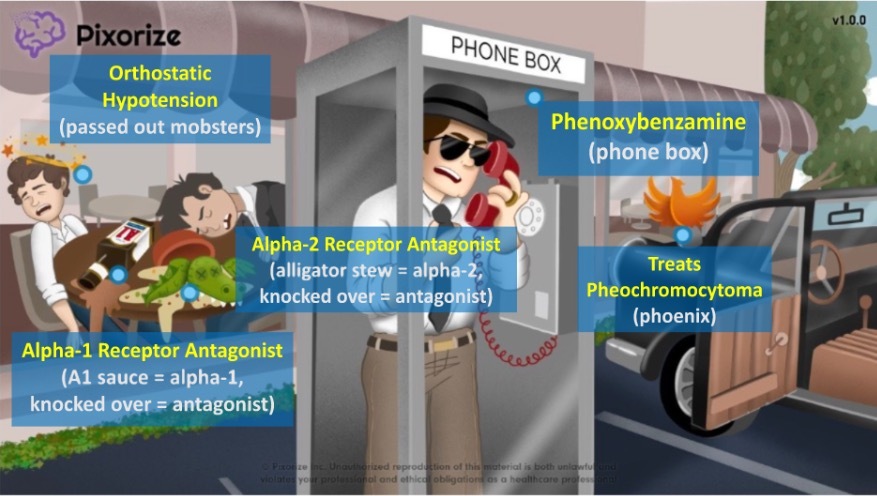 Pixorize
v1.0.0
PHONE BOX
Orthostatic
Hypotension
(passed out mobsters)
Phenoxybenzamine
(phone box)
A1
Alpha-2 Receptor Antagonist
(alligator stew = alpha-2,
knocked over = antagonist)
Treats
Pheochromocytoma
(phoenix)
Alpha-1 Receptor Antagonist
(A1 sauce = alpha-1,
knocked over = antagonist)
© Pixorize Inc. Unauthorized reproduction of this material is both unlawful and
violates your professional and ethical obligations as a healthcare professional